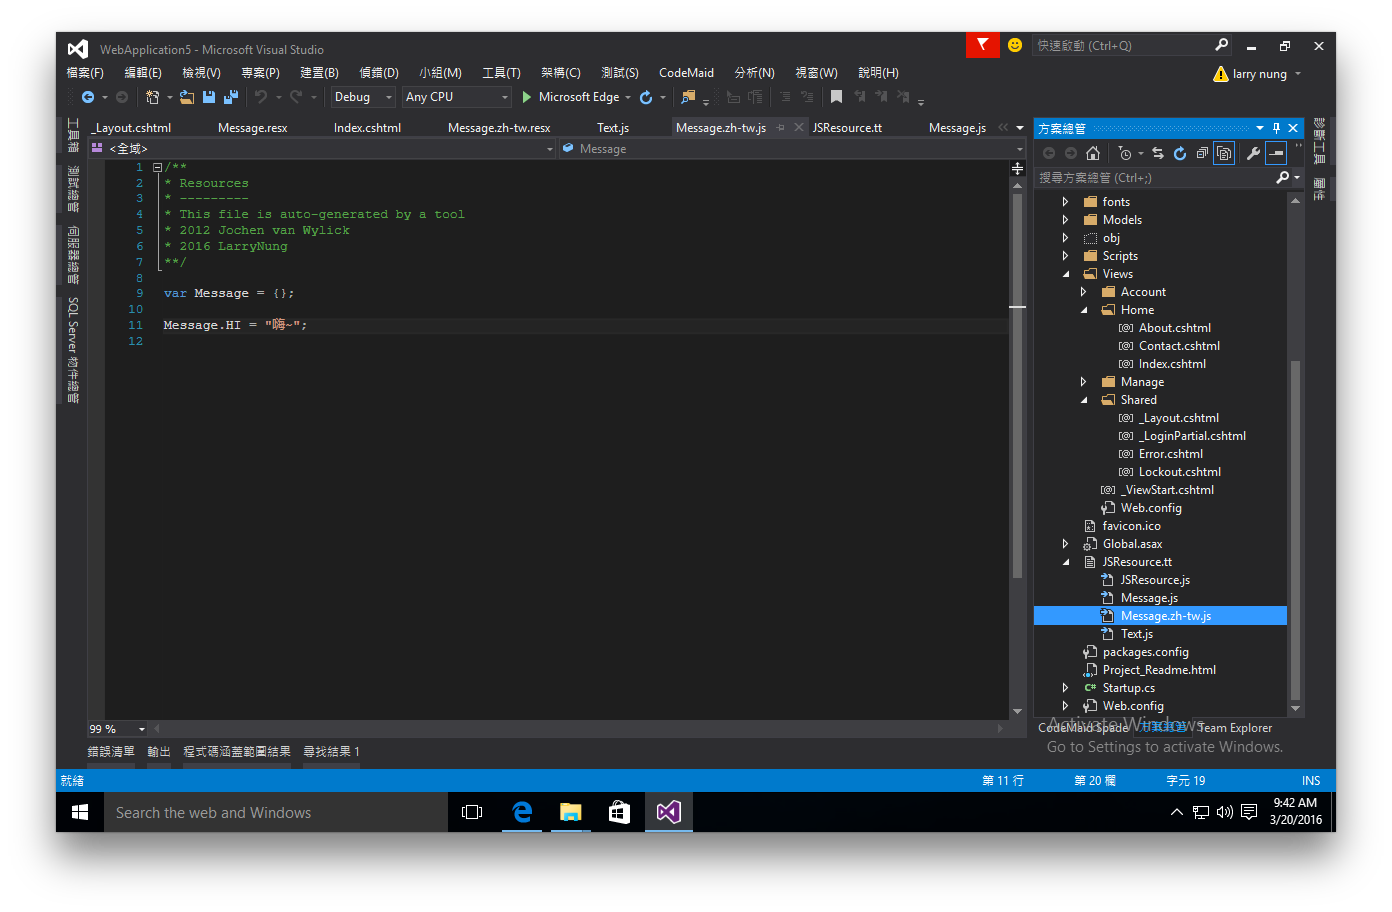 WebApplication5 - Microsoft Visual Studio
快速啟動 (Ctrl+Q)
檔案(F) 編輯(E) 檢視(V) 專案(P) 建置(B) 偵錯(D) 小組(M) 工具(T) 架構(C) 測試(S) CodeMaid 分析(N) 視窗(W) 說明(H)
larry nung
Debug Any CPU Microsoft Edge
_Layout.cshtml Message.resx Index.cshtml Message.zh-tw.resx Text.js Message.zh-tw.js JSResource.tt Message.js
<全域> Message
工具箱
測試總管
伺服器總管
SQL Server 物件總管
1 /**
2 * Resources
3 * ---------
4 * This file is auto-generated by a tool
5 * 2012 Jochen van Wylick
6 * 2016 LarryNung
7 **/
8
9 var Message = {};
10
11 Message.HI = "嗨~";
12
99 %
方案總管
搜尋方案總管 (Ctrl+;)
fonts
Models
obj
Scripts
Views
Account
Home
[@] About.cshtml
[@] Contact.cshtml
[@] Index.cshtml
Manage
Shared
[@] _Layout.cshtml
[@] _LoginPartial.cshtml
[@] Error.cshtml
[@] Lockout.cshtml
[@] _ViewStart.cshtml
Web.config
favicon.ico
Global.asax
JSResource.tt
JSResource.js
Message.js
Message.zh-tw.js
Text.js
packages.config
Project_Readme.html
C# Startup.cs
Web.config
CodeMaid Spade 方案總管 Team Explorer
診斷工具
屬性
Activate Windows
Go to Settings to activate Windows.
錯誤清單 輸出 程式碼涵蓋範圍結果 尋找結果 1
就緒 第 11 行 第 20 欄 字元 19 INS
Search the web and Windows
9:42 AM
3/20/2016